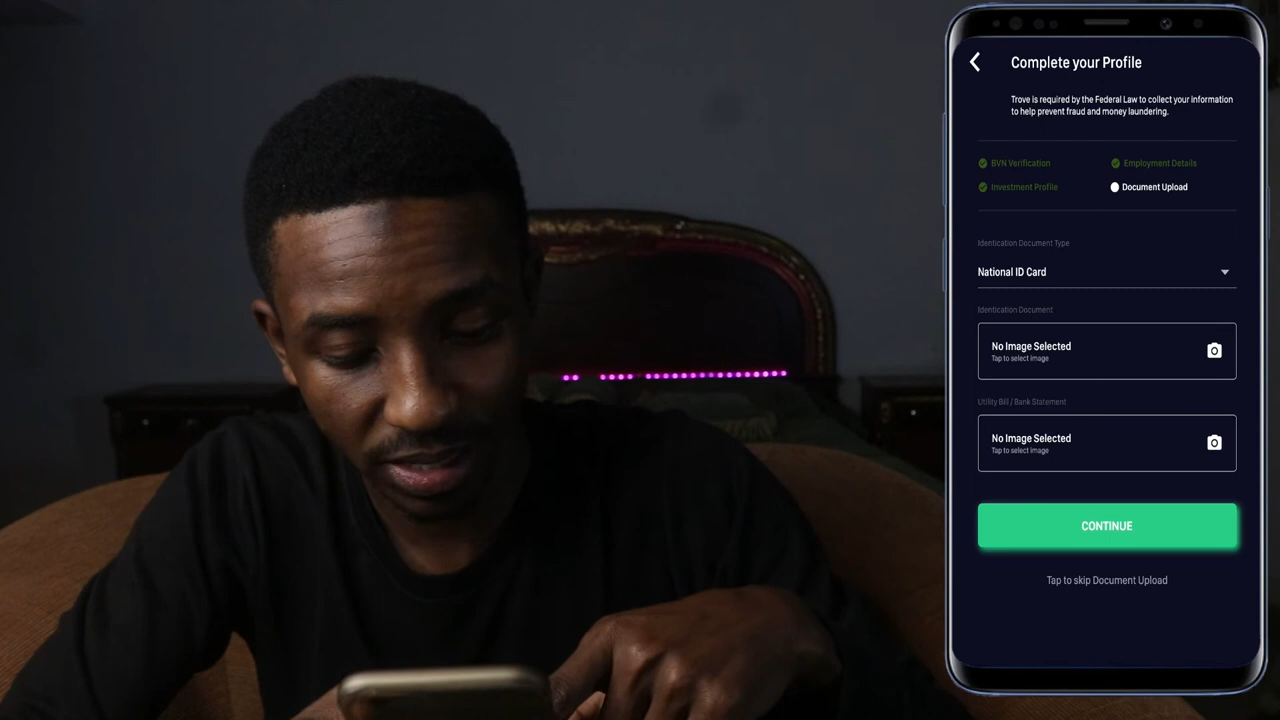 Complete your Profile
Trove is required by the Federal Law to collect your information
to help prevent fraud and money laundering.
BVN Verification
Employment Details
Investment Profile
Document Upload
Identication Document Type
National ID Card
Identication Document
No Image Selected
Tap to select image
Utility Bill / Bank Statement
No Image Selected
Tap to select image
CONTINUE
Tap to skip Document Upload